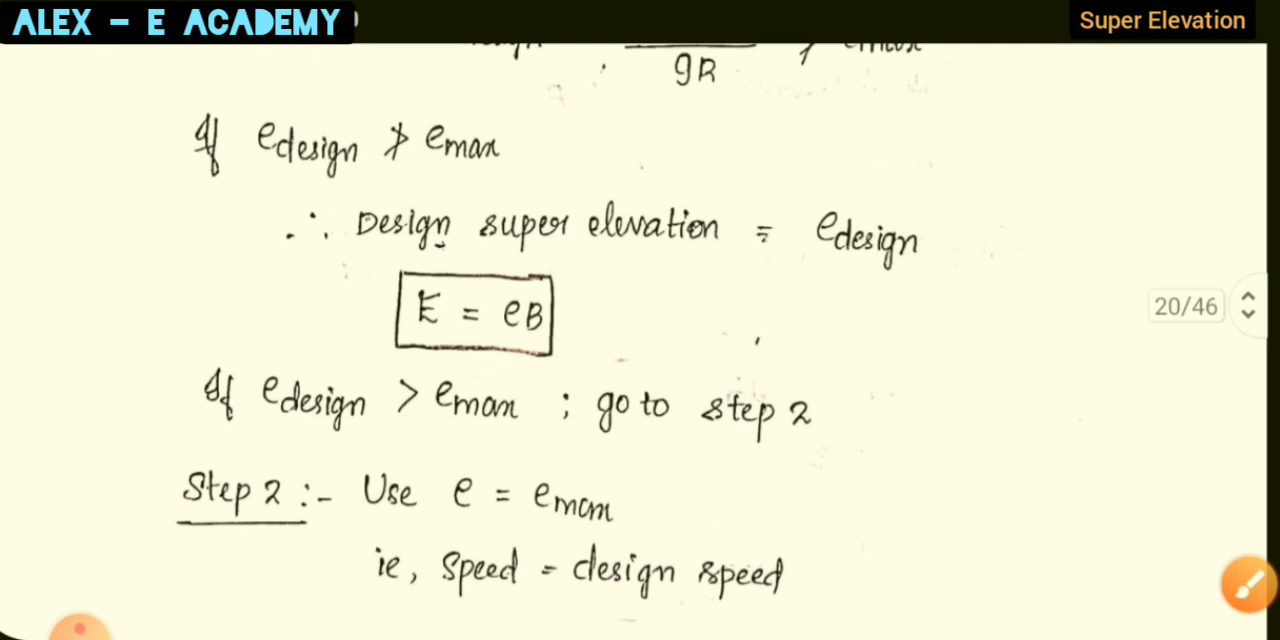 ALEX - E ACADEMY
Super Elevation
gR
If edesign ≯ emax
∴ Design super elevation = edesign
E = eB
20/46
If edesign > emax ; go to step 2
Step 2 :- Use e = emax
ie, speed = design speed